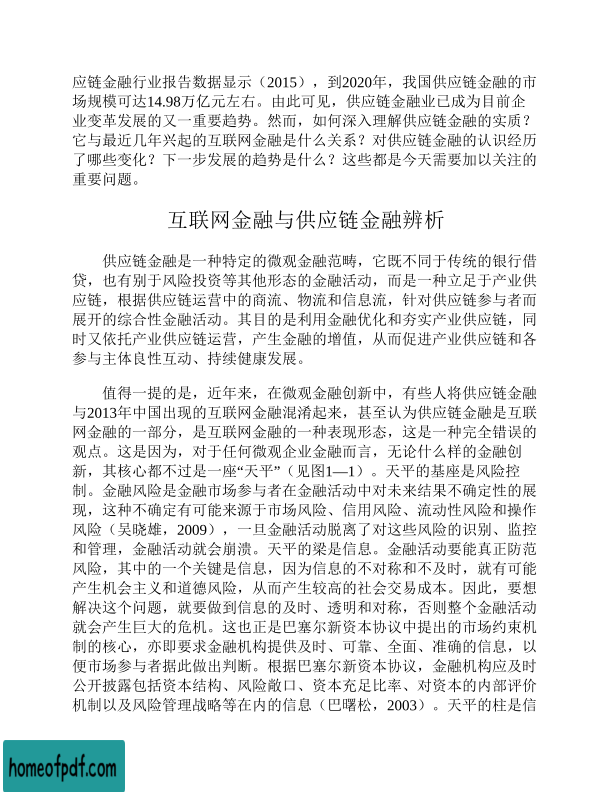 应链金融行业报告数据显示（2015），到2020年，我国供应链金融的市
场规模可达14.98万亿元左右。由此可见，供应链金融业已成为目前企
业变革发展的又一重要趋势。然而，如何深入理解供应链金融的实质？
它与最近几年兴起的互联网金融是什么关系？对供应链金融的认识经历
了哪些变化？下一步发展的趋势是什么？这些都是今天需要加以关注的
重要问题。
互联网金融与供应链金融辨析
供应链金融是一种特定的微观金融范畴，它既不同于传统的银行借
贷，也有别于风险投资等其他形态的金融活动，而是一种立足于产业供
应链，根据供应链运营中的商流、物流和信息流，针对供应链参与者而
展开的综合性金融活动。其目的是利用金融优化和夯实产业供应链，同
时又依托产业供应链运营，产生金融的增值，从而促进产业供应链和各
参与主体良性互动、持续健康发展。
值得一提的是，近年来，在微观金融创新中，有些人将供应链金融
与2013年中国出现的互联网金融混淆起来，甚至认为供应链金融是互联
网金融的一部分，是互联网金融的一种表现形态，这是一种完全错误的
观点。这是因为，对于任何微观企业金融而言，无论什么样的金融创
新，其核心都不过是一座“天平”（见图1—1）。天平的基座是风险控
制。金融风险是金融市场参与者在金融活动中对未来结果不确定性的展
现，这种不确定有可能来源于市场风险、信用风险、流动性风险和操作
风险（吴晓雄，2009），一旦金融活动脱离了对这些风险的识别、监控
和管理，金融活动就会崩溃。天平的梁是信息。金融活动要能真正防范
风险，其中的一个关键是信息，因为信息的不对称和不及时，就有可能
产生机会主义和道德风险，从而产生较高的社会交易成本。因此，要想
解决这个问题，就要做到信息的及时、透明和对称，否则整个金融活动
就会产生巨大的危机。这也正是巴塞尔新资本协议中提出的市场约束机
制的核心，亦即要求金融机构提供及时、可靠、全面、准确的信息，以
便市场参与者据此做出判断。根据巴塞尔新资本协议，金融机构应及时
公开披露包括资本结构、风险敞口、资本充足比率、对资本的内部评价
机制以及风险管理战略等在内的信息（巴曙松，2003）。天平的柱是信
homeofpdf.com